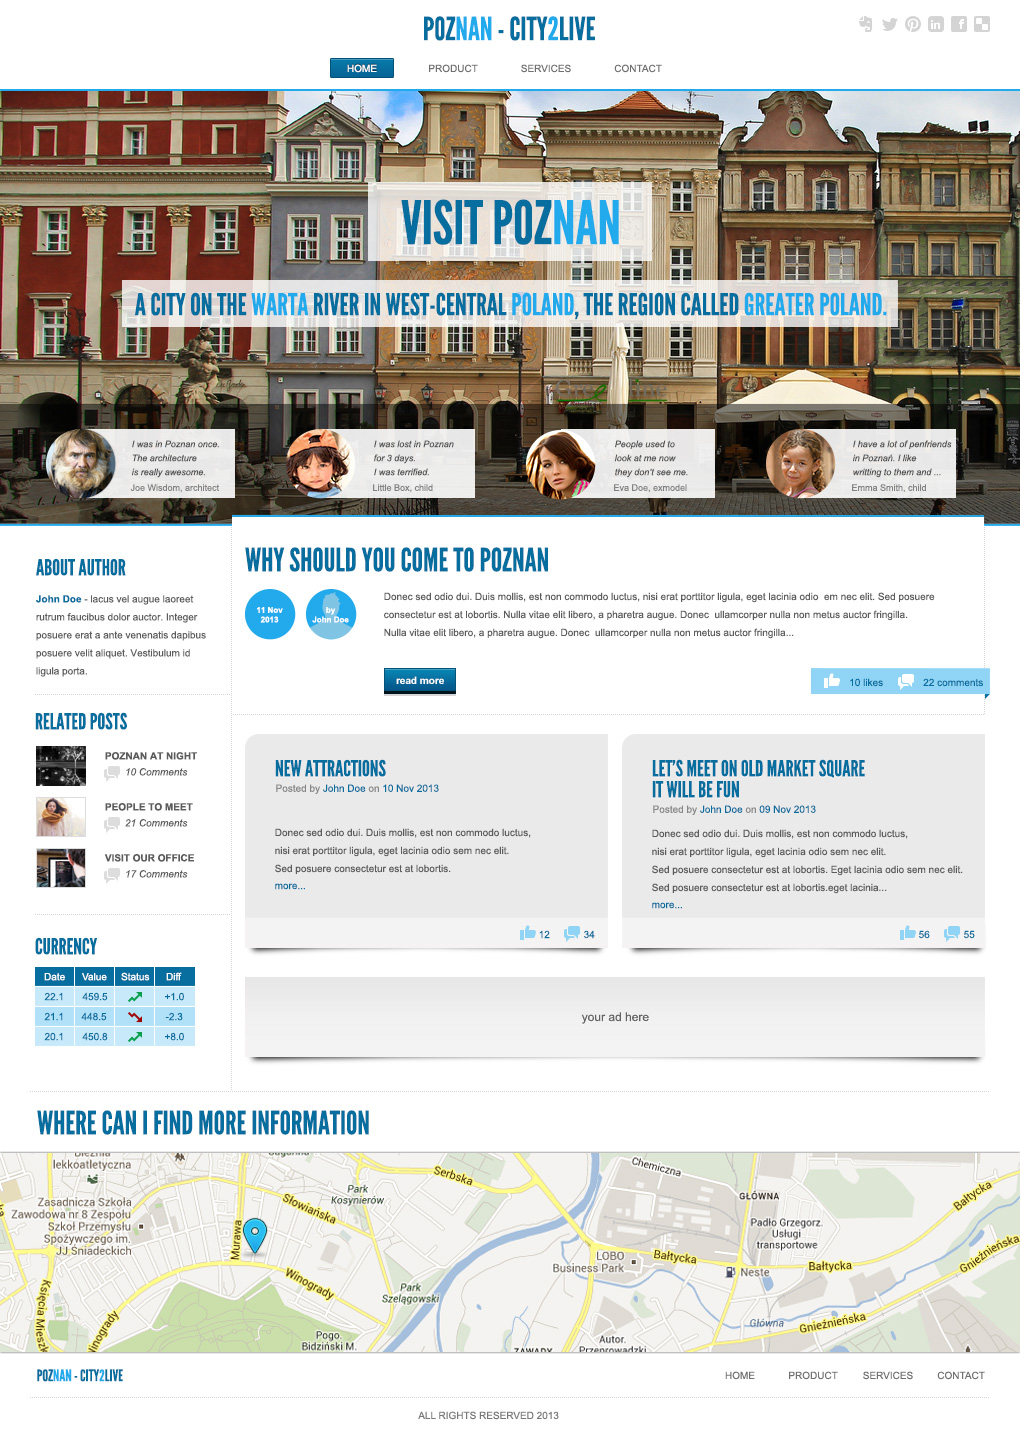 POZNAN - CITY2LIVE
HOME PRODUCT SERVICES CONTACT
VISIT POZNAN
A CITY ON THE WARTA RIVER IN WEST-CENTRAL POLAND, THE REGION CALLED GREATER POLAND.
I was in Poznan once.
The architecture
is really awesome.
Joe Wisdom, architect
I was lost in Poznan
for 3 days.
I was terrified.
Little Box, child
People used to
look at me now
they don't see me.
Eva Doe, exmodel
I have a lot of penfriends
in Poznań. I like
writting to them and ...
Emma Smith, child
ABOUT AUTHOR
John Doe - lacus vel augue laoreet
rutrum faucibus dolor auctor. Integer
posuere erat a ante venenatis dapibus
posuere velit aliquet. Vestibulum id
ligula porta.
RELATED POSTS
POZNAN AT NIGHT
10 Comments
PEOPLE TO MEET
21 Comments
VISIT OUR OFFICE
17 Comments
CURRENCY
Date Value Status Diff
22.1 459.5 +1.0
21.1 448.5 -2.3
20.1 450.8 +8.0
WHY SHOULD YOU COME TO POZNAN
11 Nov
2013
by
John Doe
Donec sed odio dui. Duis mollis, est non commodo luctus, nisi erat porttitor ligula, eget lacinia odio em nec elit. Sed posuere
consectetur est at lobortis. Nulla vitae elit libero, a pharetra augue. Donec ullamcorper nulla non metus auctor fringilla.
Nulla vitae elit libero, a pharetra augue. Donec ullamcorper nulla non metus auctor fringilla...
read more
10 likes 22 comments
NEW ATTRACTIONS
Posted by John Doe on 10 Nov 2013
Donec sed odio dui. Duis mollis, est non commodo luctus,
nisi erat porttitor ligula, eget lacinia odio sem nec elit.
Sed posuere consectetur est at lobortis.
more...
12 34
LET'S MEET ON OLD MARKET SQUARE
IT WILL BE FUN
Posted by John Doe on 09 Nov 2013
Donec sed odio dui. Duis mollis, est non commodo luctus,
nisi erat porttitor ligula, eget lacinia odio sem nec elit.
Sed posuere consectetur est at lobortis. Eget lacinia odio sem nec elit.
Sed posuere consectetur est at lobortis.eget lacinia...
more...
56 55
your ad here
WHERE CAN I FIND MORE INFORMATION
lekkoatletyczna
Zasadnicza Szkoła
Zawodowa nr 8 Zespołu
Szkół Przemysłu
Spożywczego im.
JJ Śniadeckich
Księcia Mieszk
Winogrady
Murawa
Słowiańska
Park
Kosynierów
Serbska
Winogrady
Park
Szelągowski
Pogo.
Bidziński M.
Chemiczna
GŁÓWNA
Padło Grzegorz.
Usługi
transportowe
LOBO
Business Park
Bałtycka
Neste
Bałtycka
Bałtycka
Gnieźnieńska
Główna
Gnieźnieńska
ZAWADY
Autor.
Przeprowadzki
POZNAN - CITY2LIVE
HOME PRODUCT SERVICES CONTACT
ALL RIGHTS RESERVED 2013